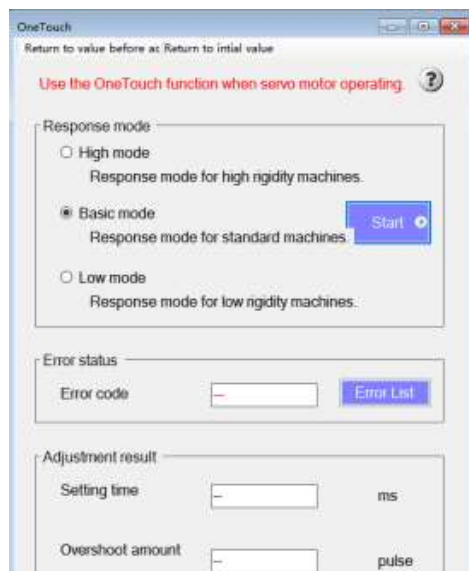 OneTouch
Return to value before ac Return to intial value
Use the OneTouch function when servo motor operating.
?
Response mode
High mode
Response mode for high rigidity machines.
Basic mode
Start
Response mode for standard machines.
Low mode
Response mode for low rigidity machines.
Error status
Error code
---
Error List
Adjustment result
Setting time
--
ms
Overshoot amount
--
pulse